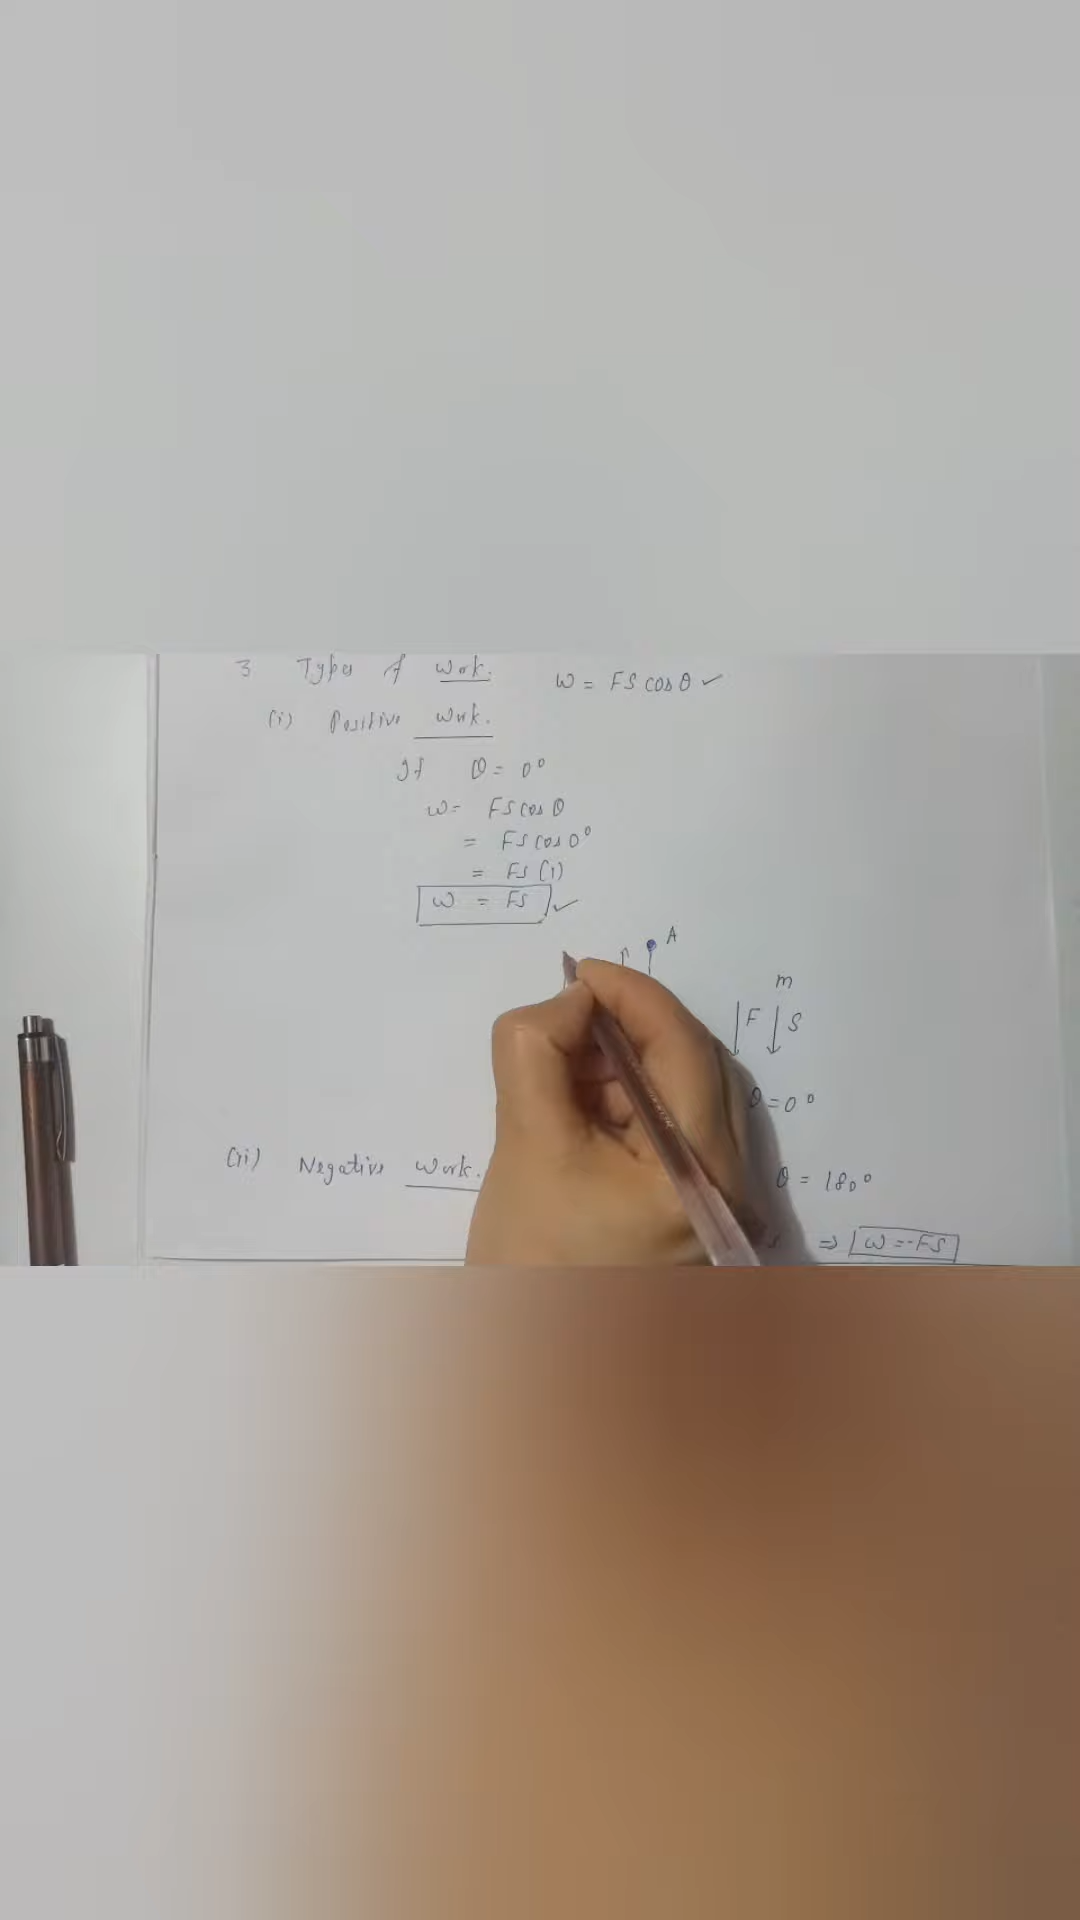 3 Types of Work. W = FS cos θ ✓
(i) Positive Work.
If θ = 0°
W = FS cos θ
= FS cos 0°
= FS (1)
W = FS ✓
A
m
F S
θ = 0°
(ii) Negative Work.
θ = 180°
⇒ W = -FS